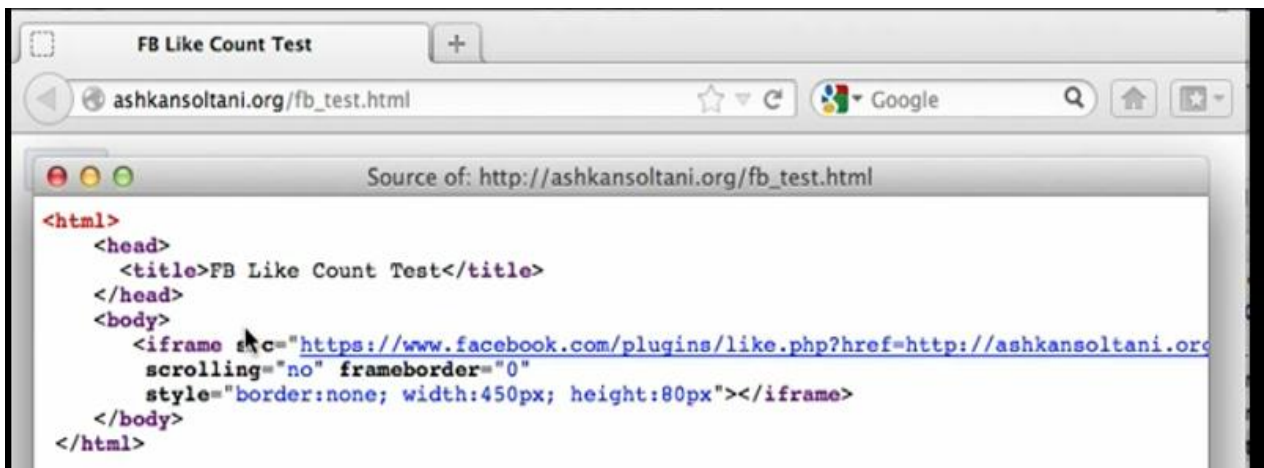 FB Like Count Test
ashkansoltani.org/fb_test.html
Google
Source of: http://ashkansoltani.org/fb_test.html
<html>
<head>
<title>FB Like Count Test</title>
</head>
<body>
<iframe src="https://www.facebook.com/plugins/like.php?href=http://ashkansoltani.org
scrolling="no" frameborder="0"
style="border:none; width:450px; height:80px"></iframe>
</body>
</html>